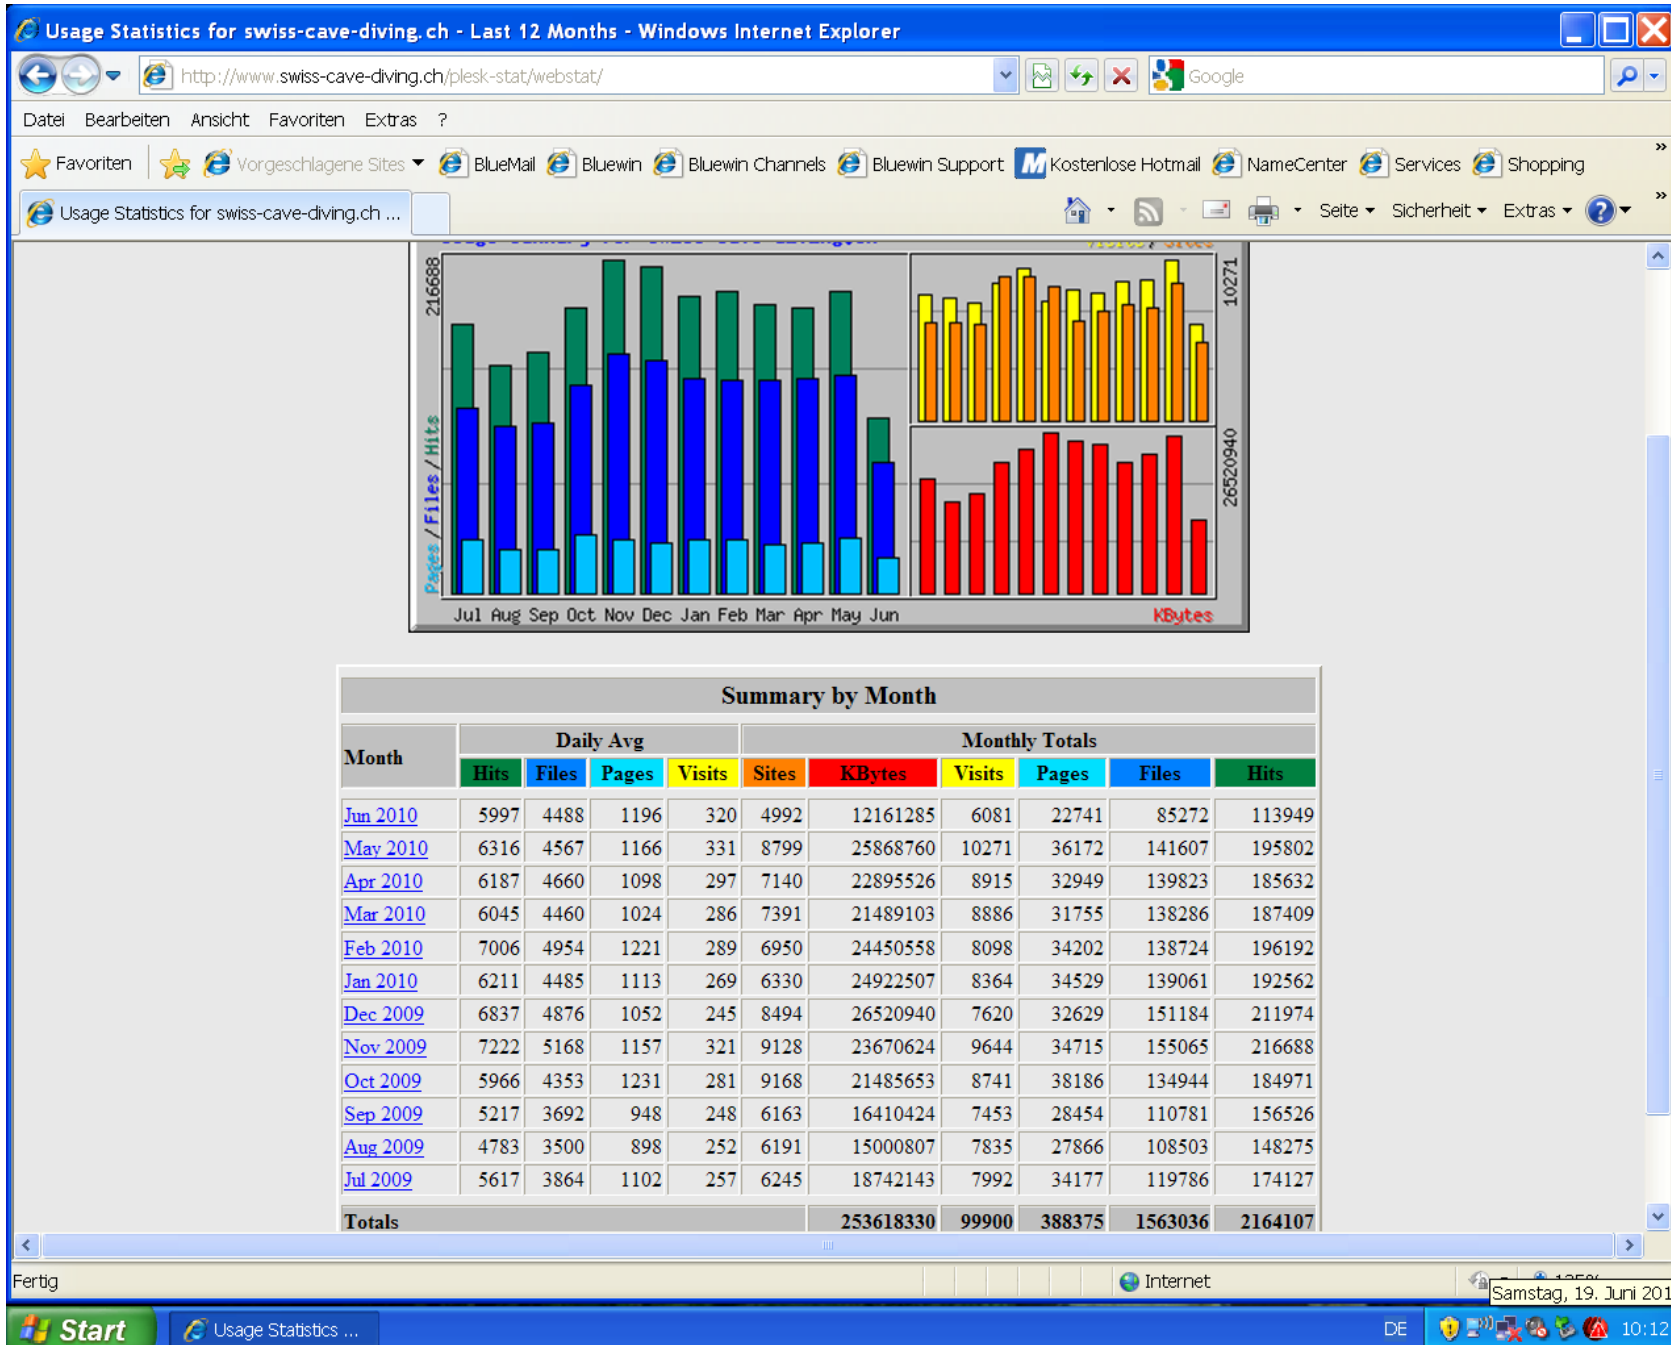 Usage Statistics for swiss-cave-diving.ch - Last 12 Months - Windows Internet Explorer
http://www.swiss-cave-diving.ch/plesk-stat/webstat/ Google
Datei Bearbeiten Ansicht Favoriten Extras ?
Favoriten Vorgeschlagene Sites BlueMail Bluewin Bluewin Channels Bluewin Support Kostenlose Hotmail NameCenter Services Shopping »
Usage Statistics for swiss-cave-diving.ch ... Seite Sicherheit Extras »
216688
Pages / Files / Hits
10271
26520940
Jul Aug Sep Oct Nov Dec Jan Feb Mar Apr May Jun KBytes
Summary by Month
Month Daily Avg Monthly Totals
Hits Files Pages Visits Sites KBytes Visits Pages Files Hits
Jun 2010 5997 4488 1196 320 4992 12161285 6081 22741 85272 113949
May 2010 6316 4567 1166 331 8799 25868760 10271 36172 141607 195802
Apr 2010 6187 4660 1098 297 7140 22895526 8915 32949 139823 185632
Mar 2010 6045 4460 1024 286 7391 21489103 8886 31755 138286 187409
Feb 2010 7006 4954 1221 289 6950 24450558 8098 34202 138724 196192
Jan 2010 6211 4485 1113 269 6330 24922507 8364 34529 139061 192562
Dec 2009 6837 4876 1052 245 8494 26520940 7620 32629 151184 211974
Nov 2009 7222 5168 1157 321 9128 23670624 9644 34715 155065 216688
Oct 2009 5966 4353 1231 281 9168 21485653 8741 38186 134944 184971
Sep 2009 5217 3692 948 248 6163 16410424 7453 28454 110781 156526
Aug 2009 4783 3500 898 252 6191 15000807 7835 27866 108503 148275
Jul 2009 5617 3864 1102 257 6245 18742143 7992 34177 119786 174127
Totals 253618330 99900 388375 1563036 2164107
Fertig Internet
Samstag, 19. Juni 201
Start Usage Statistics ... DE 10:12